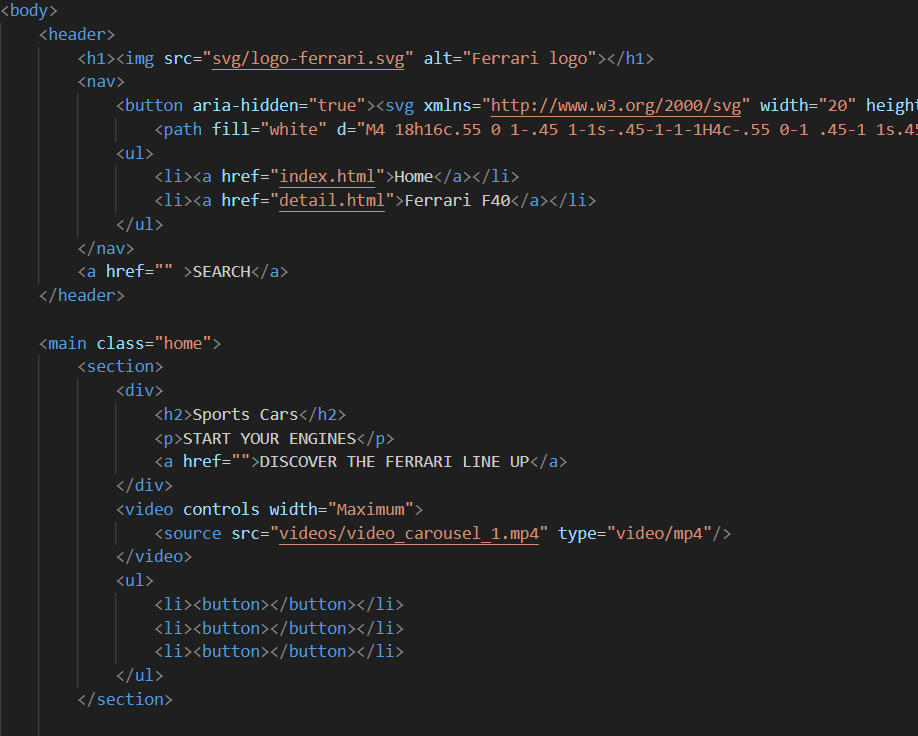 <body>
<header>
<h1><img src="svg/logo-ferrari.svg" alt="Ferrari logo"></h1>
<nav>
<button aria-hidden="true"><svg xmlns="http://www.w3.org/2000/svg" width="20" height
<path fill="white" d="M4 18h16c.55 0 1-.45 1-1s-.45-1-1-1H4c-.55 0-1 .45-1 1s.45
<ul>
<li><a href="index.html">Home</a></li>
<li><a href="detail.html">Ferrari F40</a></li>
</ul>
</nav>
<a href="" >SEARCH</a>
</header>
<main class="home">
<section>
<div>
<h2>Sports Cars</h2>
<p>START YOUR ENGINES</p>
<a href="">DISCOVER THE FERRARI LINE UP</a>
</div>
<video controls width="Maximum">
<source src="videos/video_carousel_1.mp4" type="video/mp4"/>
</video>
<ul>
<li><button></button></li>
<li><button></button></li>
<li><button></button></li>
</ul>
</section>